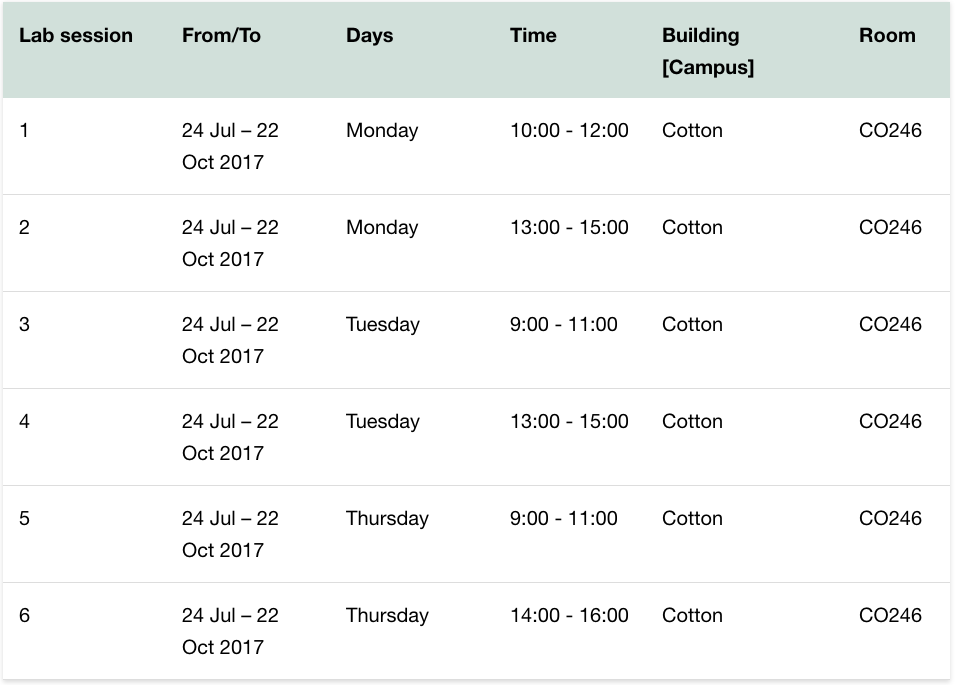 Lab session From/To Days Time Building Room
[Campus]
1 24 Jul – 22 Monday 10:00 - 12:00 Cotton CO246
Oct 2017
2 24 Jul – 22 Monday 13:00 - 15:00 Cotton CO246
Oct 2017
3 24 Jul – 22 Tuesday 9:00 - 11:00 Cotton CO246
Oct 2017
4 24 Jul – 22 Tuesday 13:00 - 15:00 Cotton CO246
Oct 2017
5 24 Jul – 22 Thursday 9:00 - 11:00 Cotton CO246
Oct 2017
6 24 Jul – 22 Thursday 14:00 - 16:00 Cotton CO246
Oct 2017